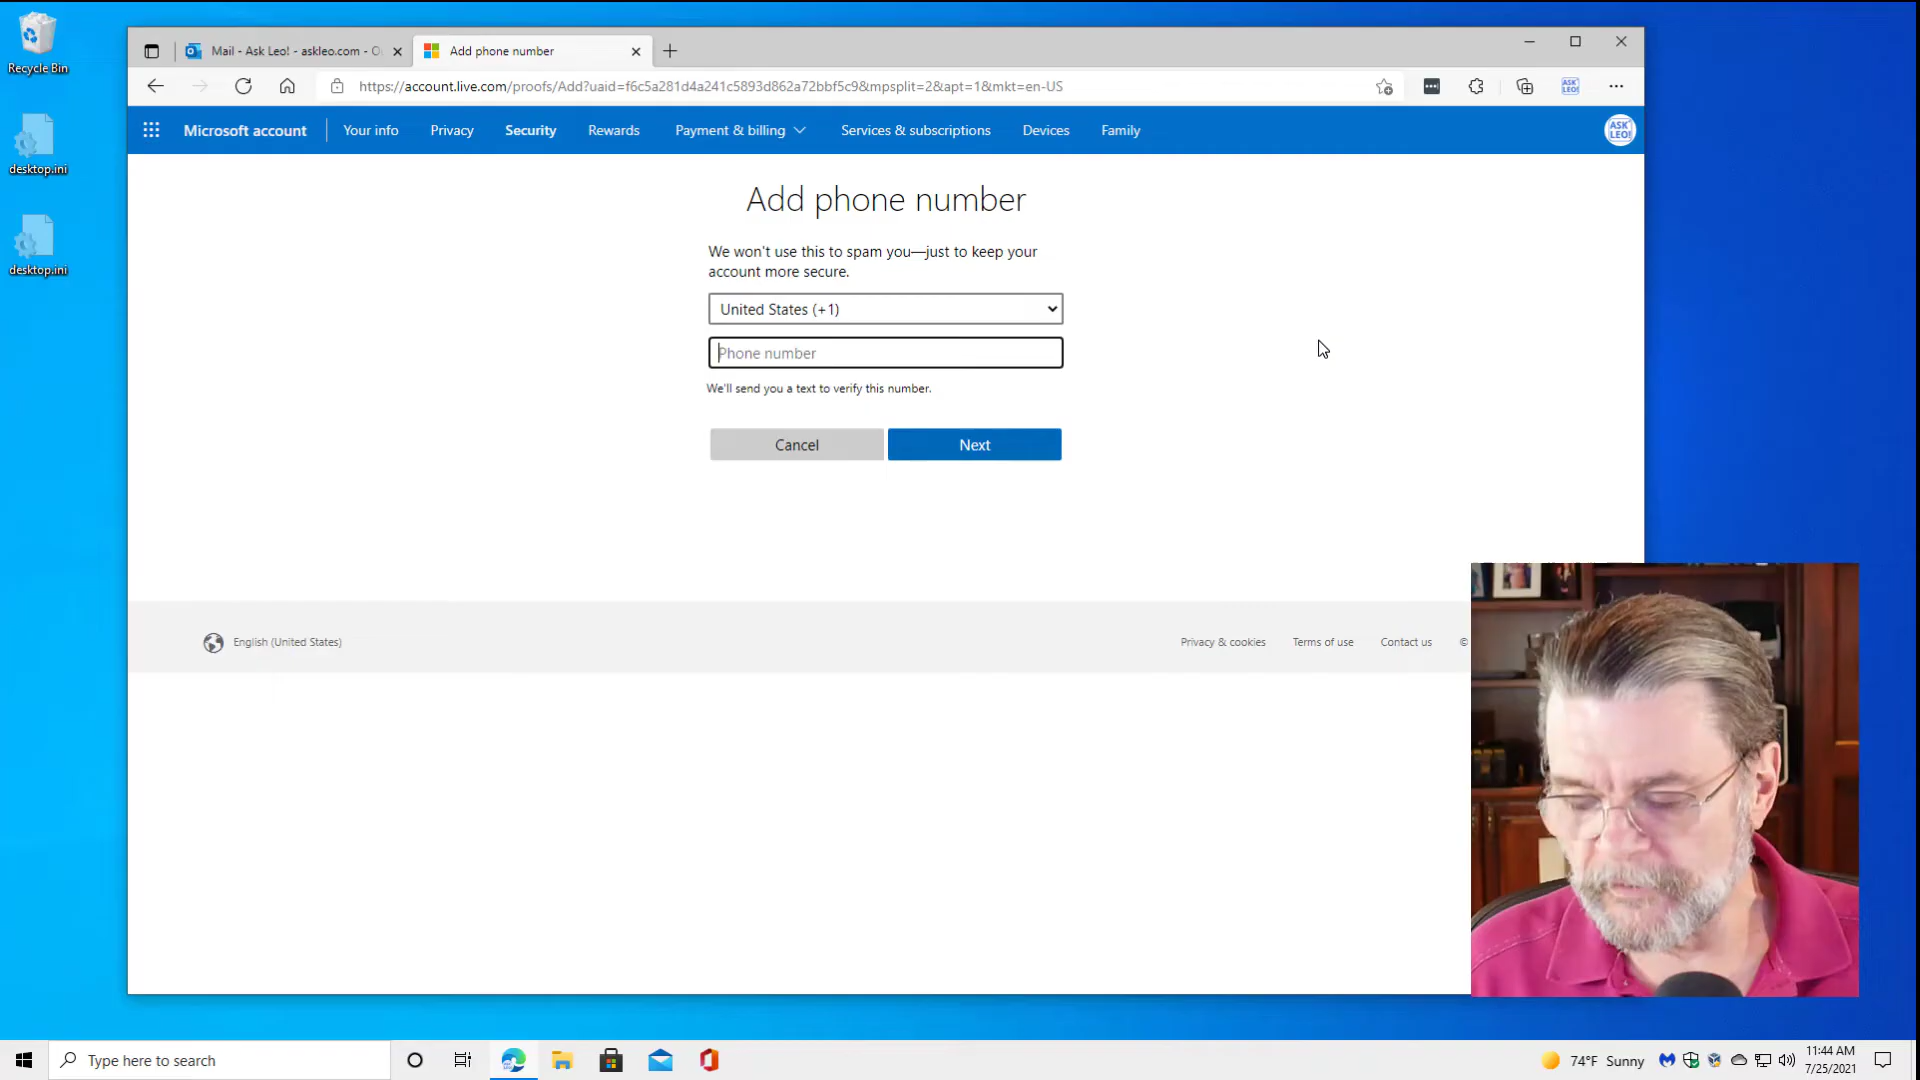 Recycle Bin
desktop.ini
desktop.ini
Mail - Ask Leo! - askleo.com - O
Add phone number
https://account.live.com/proofs/Add?uaid=f6c5a281d4a241c5893d862a72bbf5c9&mpsplit=2&apt=1&mkt=en-US
ASK LEO!
Microsoft account
Your info
Privacy
Security
Rewards
Payment & billing
Services & subscriptions
Devices
Family
ASK LEO!
Add phone number
We won't use this to spam you—just to keep your
account more secure.
United States (+1)
Phone number
We'll send you a text to verify this number.
Cancel
Next
English (United States)
Privacy & cookies
Terms of use
Contact us
©
Type here to search
74°F Sunny
11:44 AM
7/25/2021